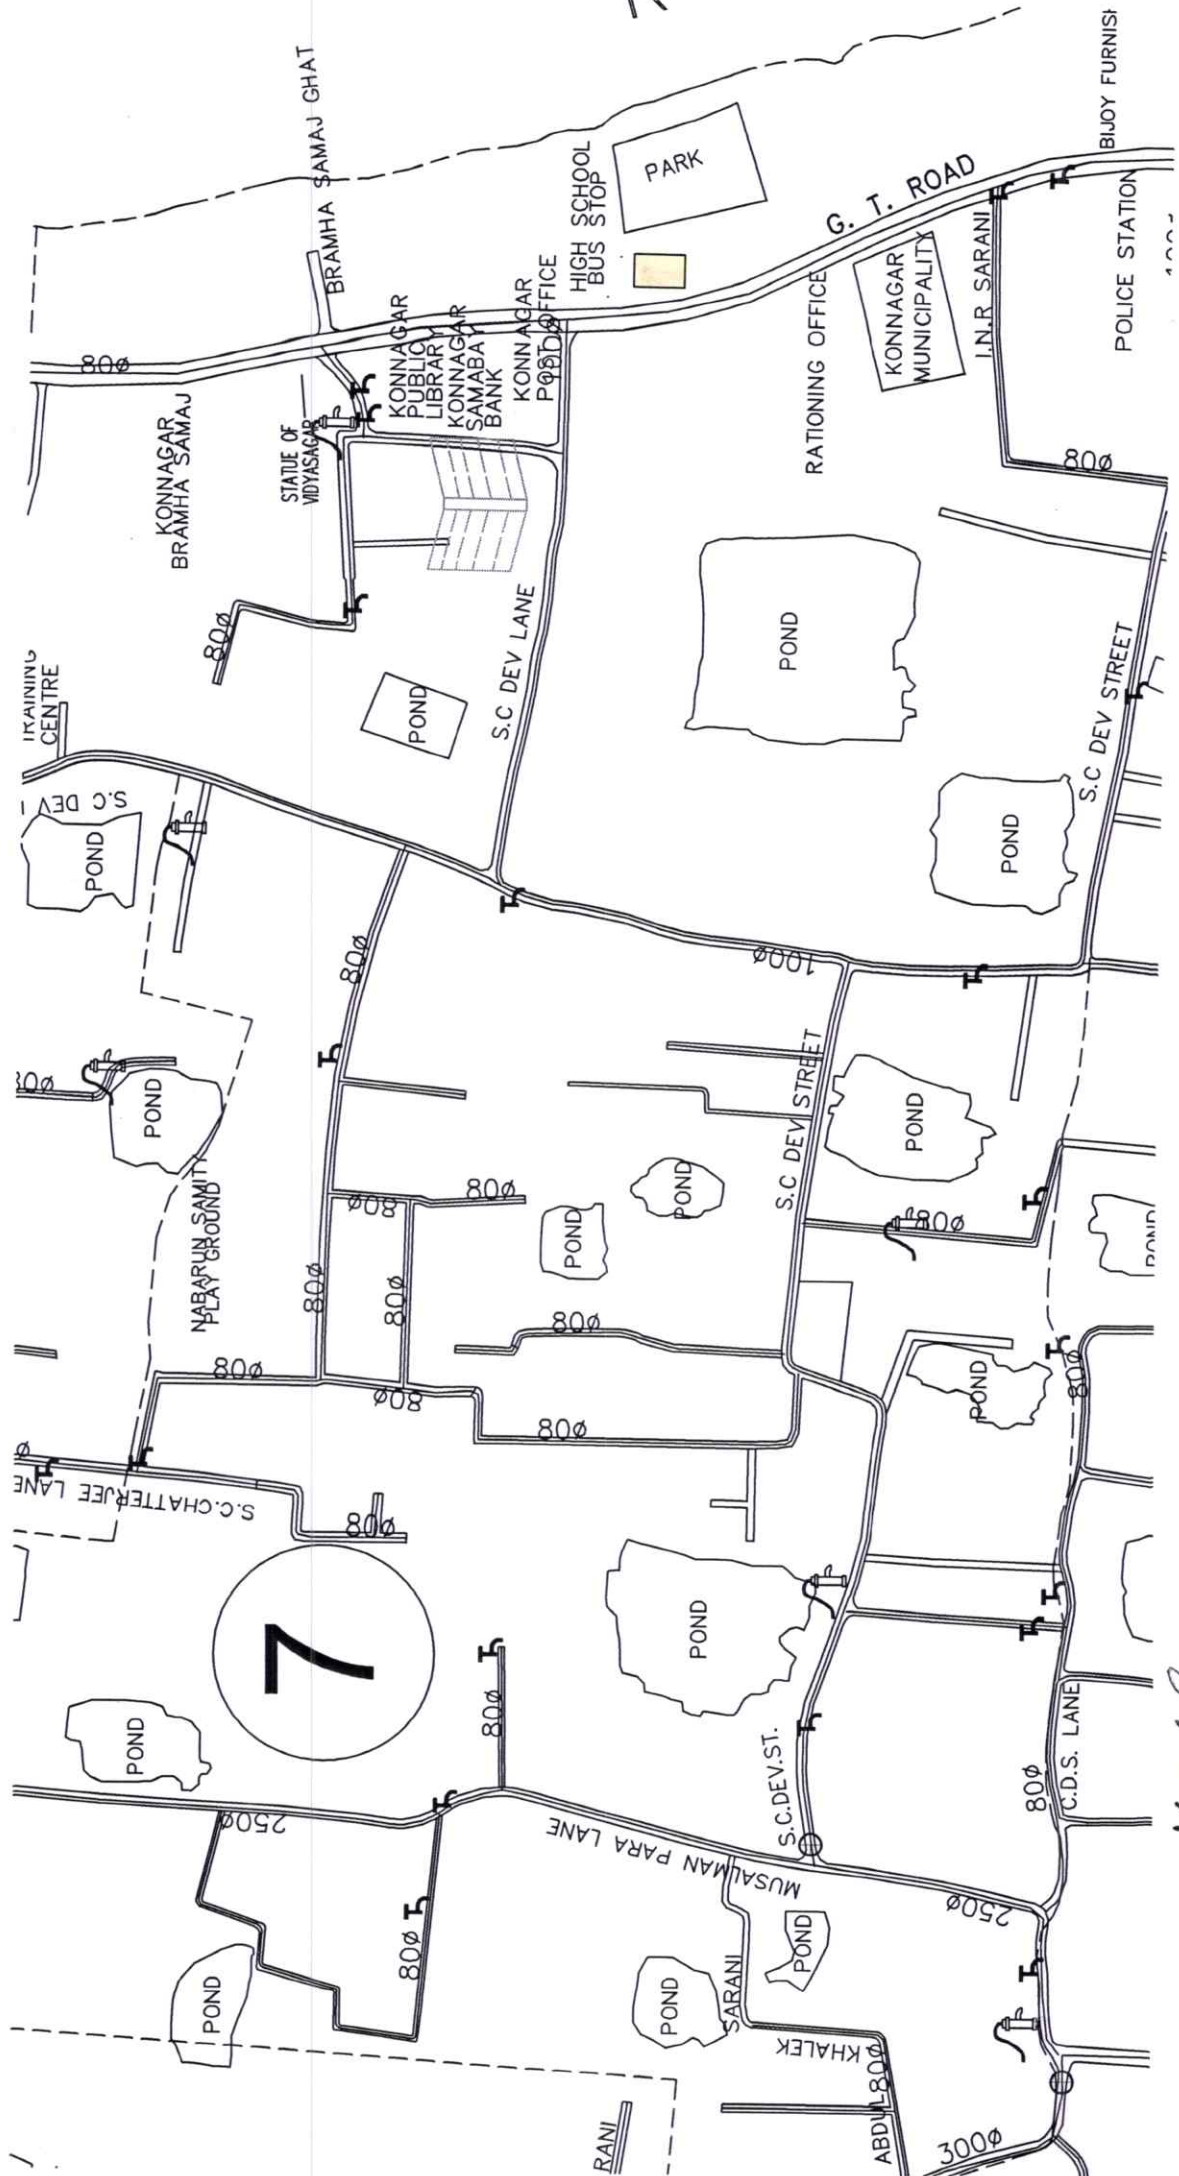 BRAMHA SAMAJ GHAT
BIJOY FURNISH
PARK
HIGH SCHOOL
BUS STOP
G. T. ROAD
80ø
KONNAGAR
PUBLIC
LIBRARY
KONNAGAR
SAMABAY
BANK
KONNAGAR
POST OFFICE
100ø
RATIONING OFFICE
KONNAGAR
MUNICIPALITY
I.N.R SARANI
POLICE STATION
KONNAGAR
BRAMHA SAMAJ
STATUE OF
VIDYASAGAR
80ø
80ø
TRAINING
CENTRE
POND
S.C DEV LANE
POND
S.C DEV STREET
S.C DEV
POND
POND
80ø
100ø
80ø
POND
S.C DEV STREET
POND
NABARUN SAMITY
PLAY GROUND
80ø
80ø
POND
POND
80ø
POND
80ø
80ø
80ø
80ø
80ø
80ø
POND
80ø
S.C.CHATTERJEE LANE
80ø
7
POND
POND
80ø
S.C.DEV.ST.
80ø
C.D.S. LANE
250ø
MUSALMAN PARA LANE
250ø
80ø
POND
POND
SARANI
POND
KHALEK
ABDUL
80ø
RANI
300ø